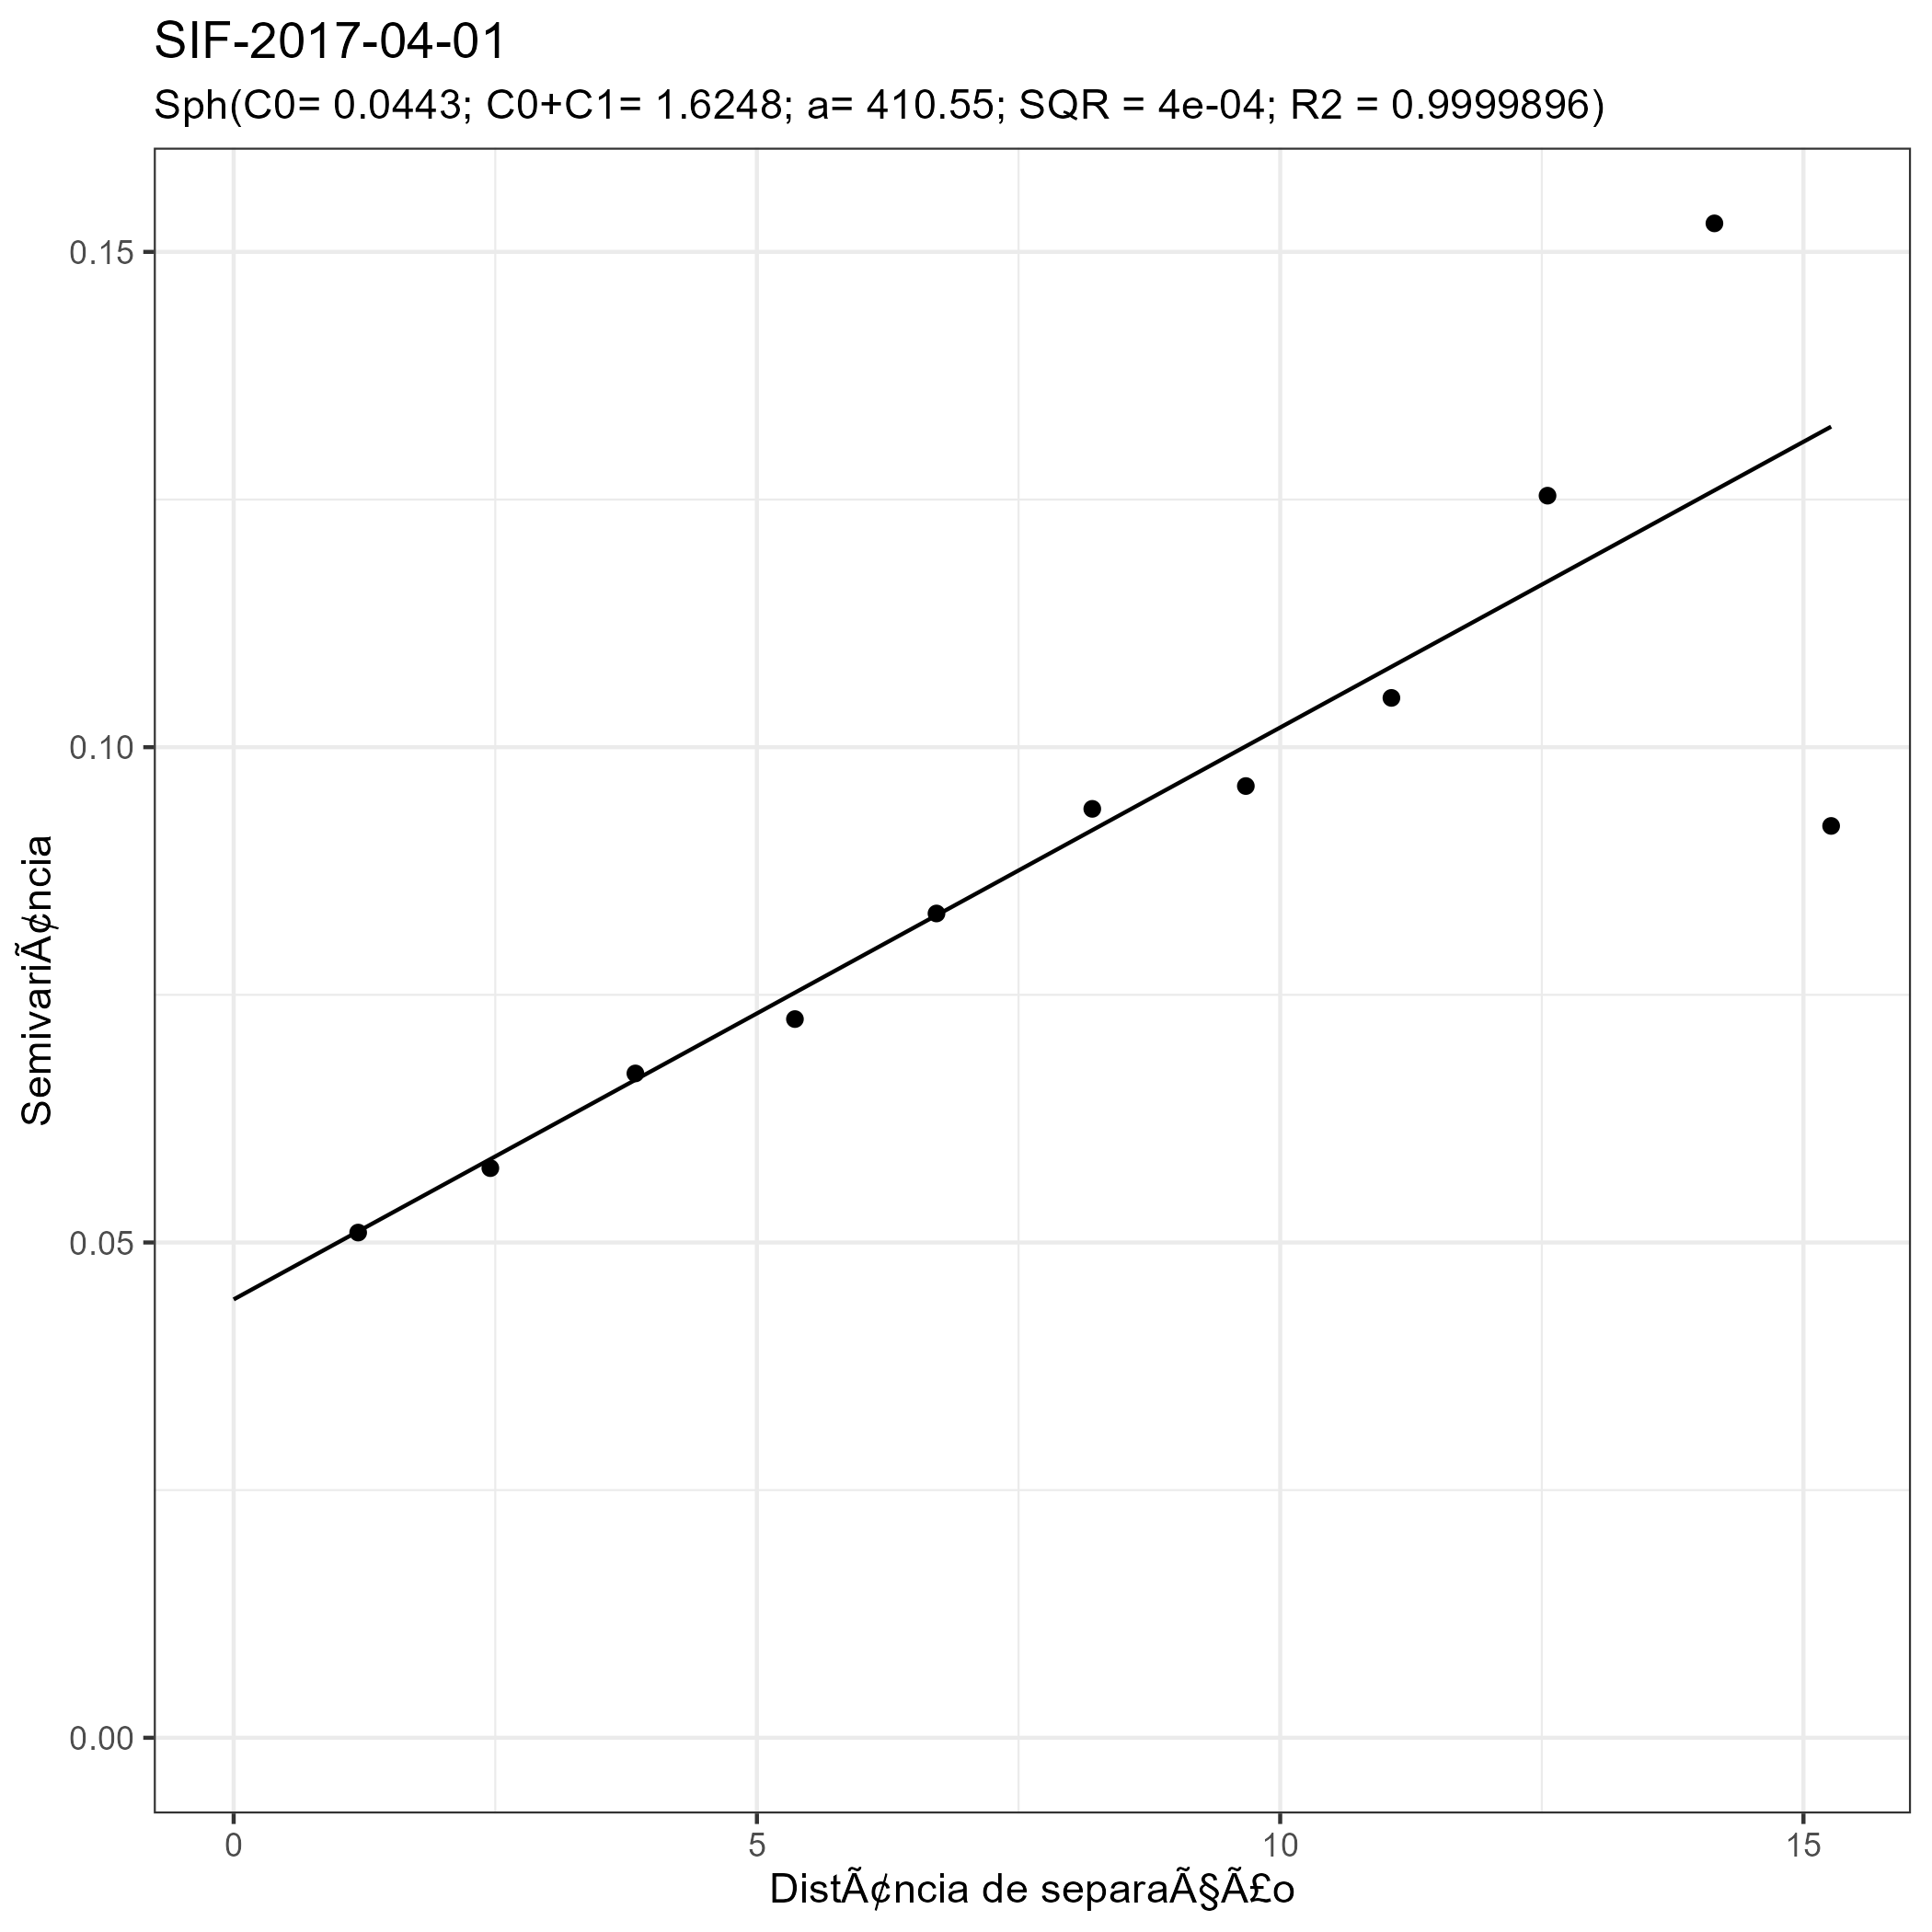 SIF-2017-04-01
Sph(C0= 0.0443; C0+C1= 1.6248; a= 410.55; SQR = 4e-04; R2 = 0.9999896)
SemivariÃ¢ncia
0.15
0.10
0.05
0.00
0 5 10 15
DistÃ¢ncia de separaÃ§Ã£o